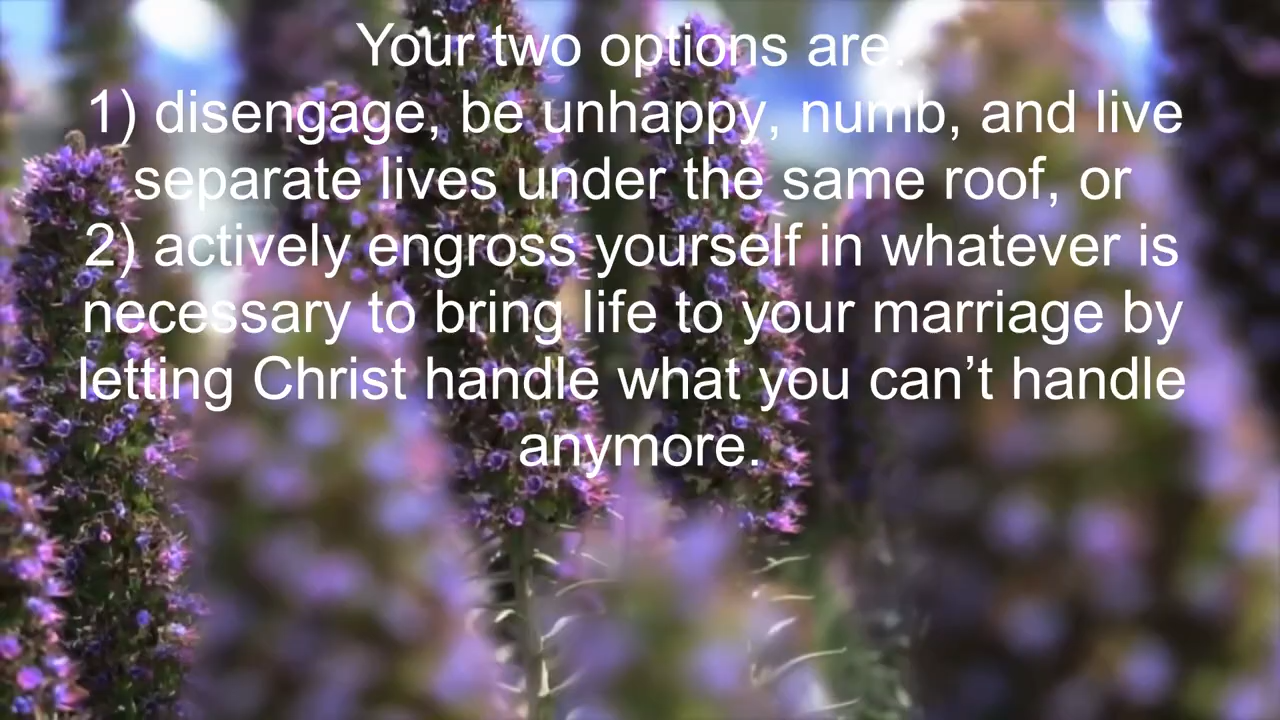 Your two options are:
1) disengage, be unhappy, numb, and live
separate lives under the same roof, or
2) actively engross yourself in whatever is
necessary to bring life to your marriage by
letting Christ handle what you can’t handle
anymore.